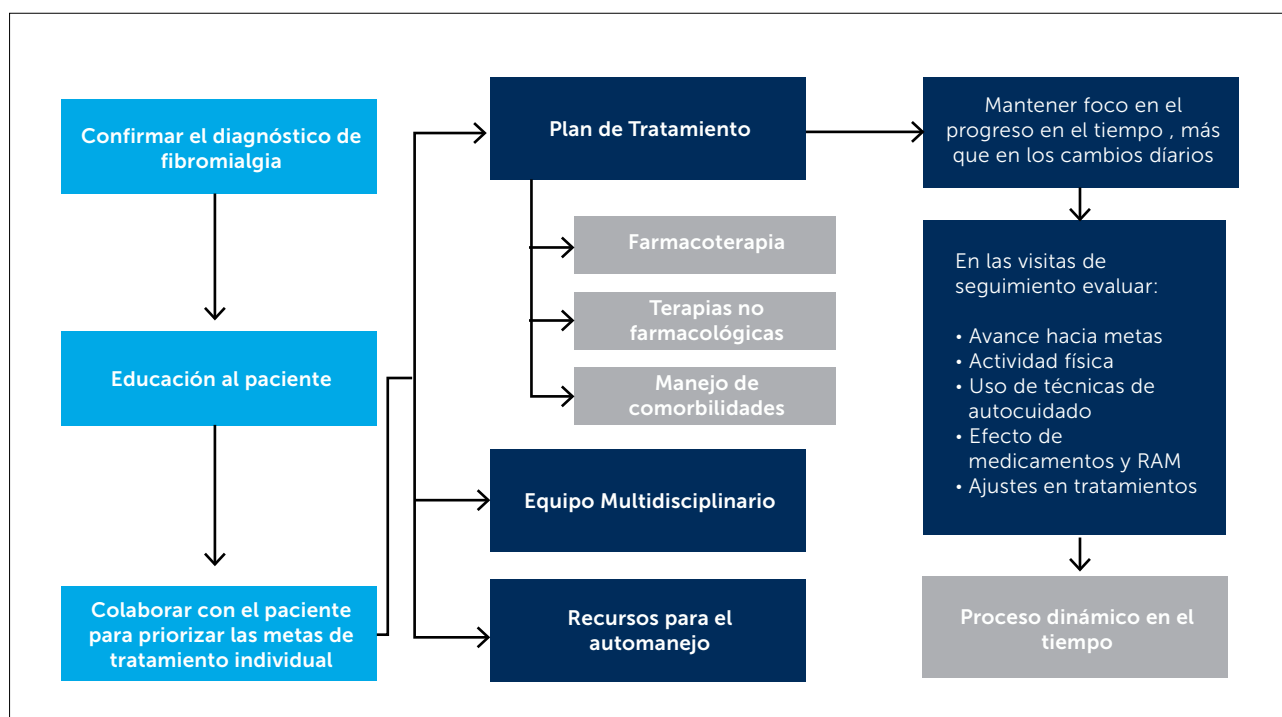 Confirmar el diagnóstico de
fibromialgia
Educación al paciente
Colaborar con el paciente
para priorizar las metas de
tratamiento individual
Plan de Tratamiento
Farmacoterapia
Terapias no
farmacológicas
Manejo de
comorbilidades
Equipo Multidisciplinario
Recursos para el
automanejo
Mantener foco en el
progreso en el tiempo , más
que en los cambios díarios
En las visitas de
seguimiento evaluar:
• Avance hacia metas
• Actividad física
• Uso de técnicas de
autocuidado
• Efecto de
medicamentos y RAM
• Ajustes en tratamientos
Proceso dinámico en el
tiempo